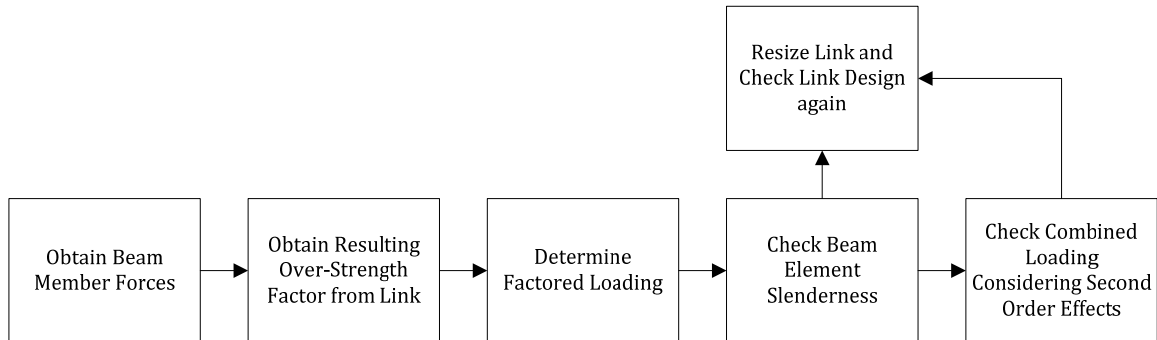 Resize Link and
Check Link Design
again
Obtain Beam
Member Forces
Obtain Resulting
Over-Strength
Factor from Link
Determine
Factored Loading
Check Beam
Element
Slenderness
Check Combined
Loading
Considering Second
Order Effects